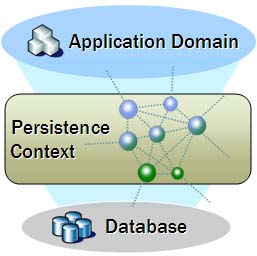 Application Domain
Persistence
Context
Database